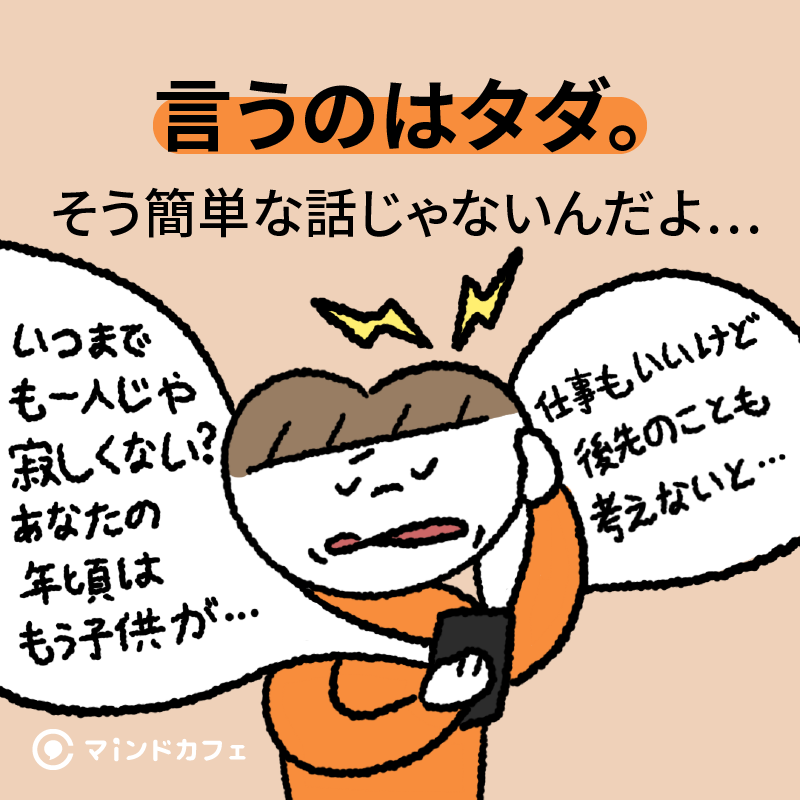 言うのはタダ。
そう簡単な話じゃないんだよ...
いつまで
も一人じゃ
寂しくない?
あなたの
年頃は
もう子供が...
仕事もいいけど
後先のことも
考えないと...
マインドカフェ